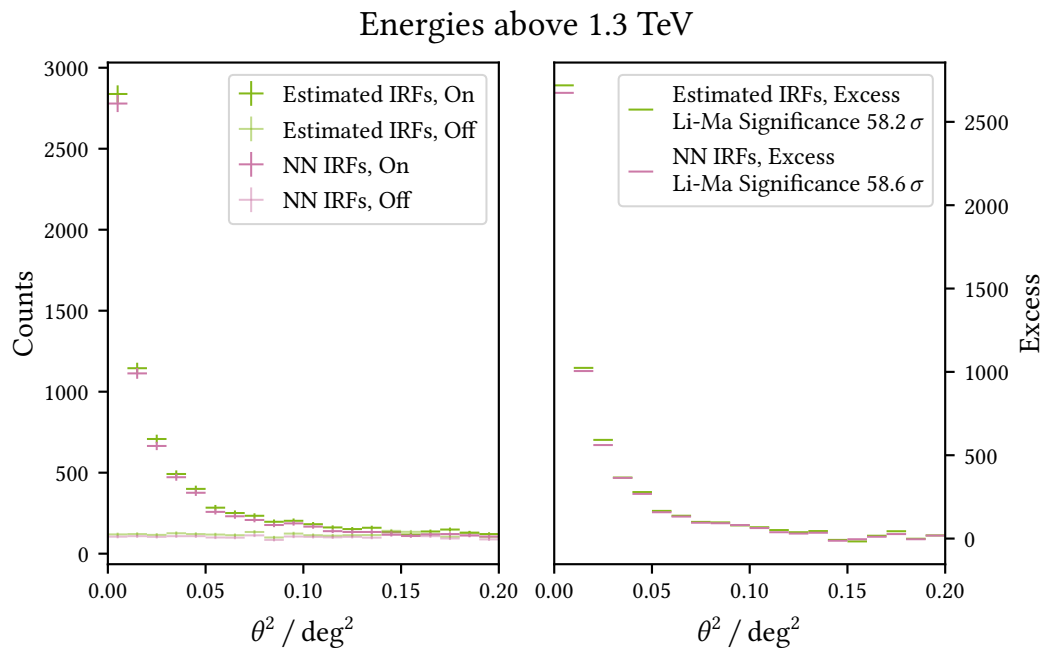 Energies above 1.3 TeV
3000
2500
2000
1500
1000
500
0
Counts
0.00 0.05 0.10 0.15 0.20
θ² / deg²
Estimated IRFs, On
Estimated IRFs, Off
NN IRFs, On
NN IRFs, Off
Estimated IRFs, Excess
Li-Ma Significance 58.2 σ
NN IRFs, Excess
Li-Ma Significance 58.6 σ
2500
2000
1500
1000
500
0
Excess
0.00 0.05 0.10 0.15 0.20
θ² / deg²